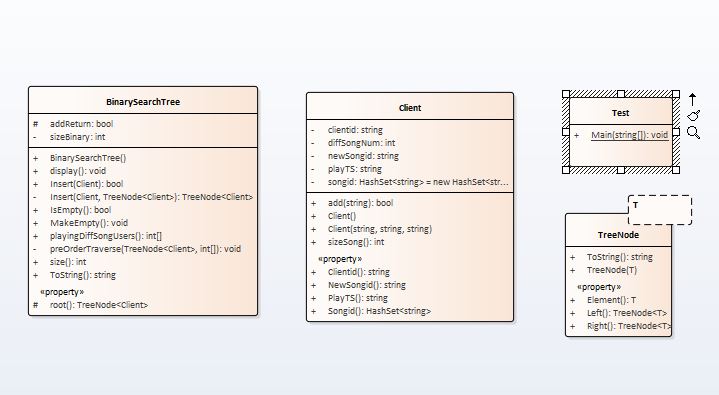 BinarySearchTree
# addReturn: bool
- sizeBinary: int
+ BinarySearchTree()
+ display(): void
+ Insert(Client): bool
- Insert(Client, TreeNode<Client>): TreeNode<Client>
+ IsEmpty(): bool
+ MakeEmpty(): void
+ playingDiffSongUsers(): int[]
- preOrderTraverse(TreeNode<Client>, int[]): void
+ size(): int
+ ToString(): string
«property»
# root(): TreeNode<Client>
Client
- clientid: string
- diffSongNum: int
- newSongid: string
- playTS: string
- songid: HashSet<string> = new HashSet<str...
+ add(string): bool
+ Client()
+ Client(string, string, string)
+ sizeSong(): int
«property»
+ Clientid(): string
+ NewSongid(): string
+ PlayTS(): string
+ Songid(): HashSet<string>
Test
+ Main(string[]): void
T
TreeNode
+ ToString(): string
+ TreeNode(T)
«property»
+ Element(): T
+ Left(): TreeNode<T>
+ Right(): TreeNode<T>